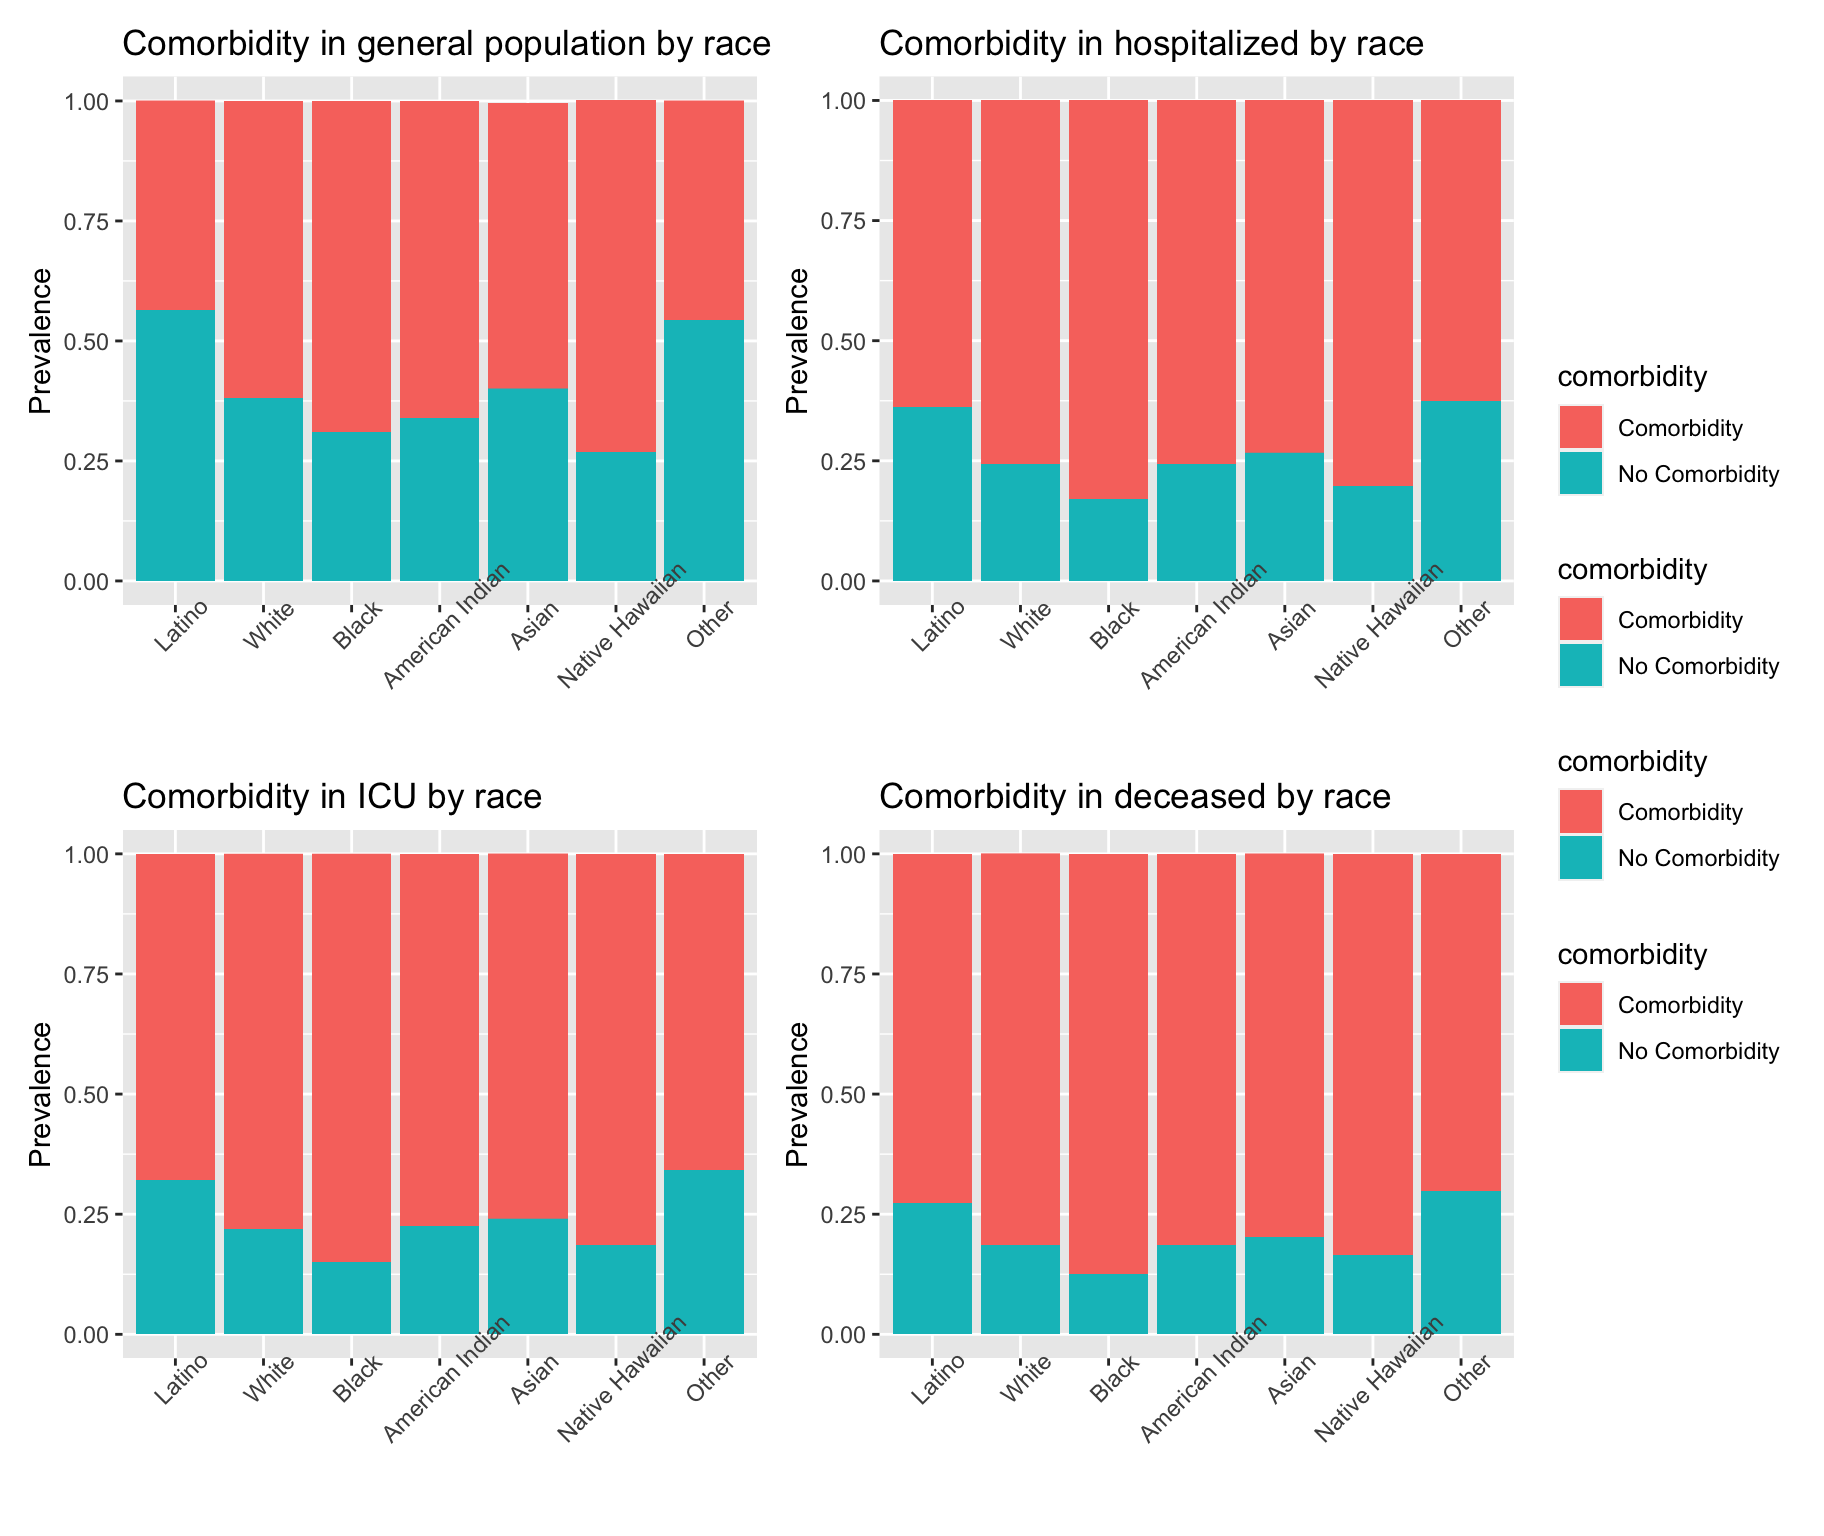 Comorbidity in general population by race
Prevalence
1.00
0.75
0.50
0.25
0.00
Latino
White
Black
American Indian
Asian
Native Hawaiian
Other
Comorbidity in hospitalized by race
Prevalence
1.00
0.75
0.50
0.25
0.00
Latino
White
Black
American Indian
Asian
Native Hawaiian
Other
Comorbidity in ICU by race
Prevalence
1.00
0.75
0.50
0.25
0.00
Latino
White
Black
American Indian
Asian
Native Hawaiian
Other
Comorbidity in deceased by race
Prevalence
1.00
0.75
0.50
0.25
0.00
Latino
White
Black
American Indian
Asian
Native Hawaiian
Other
comorbidity
Comorbidity
No Comorbidity
comorbidity
Comorbidity
No Comorbidity
comorbidity
Comorbidity
No Comorbidity
comorbidity
Comorbidity
No Comorbidity